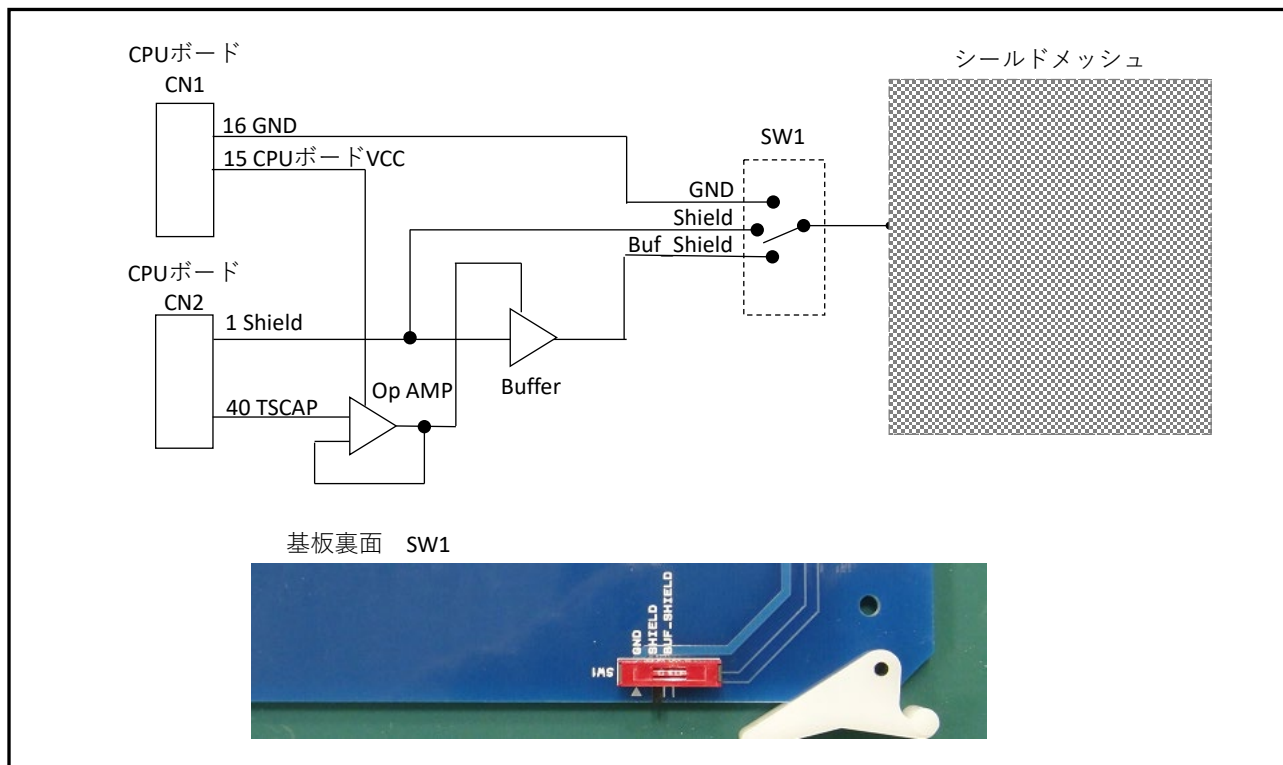 CPUボード
CN1
16 GND
15 CPUボードVCC
シールドメッシュ
SW1
GND
Shield
Buf_Shield
CPUボード
CN2
1 Shield
40 TSCAP
Op AMP
Buffer
基板裏面 SW1
GND
SHIELD
BUF_SHIELD
SW1